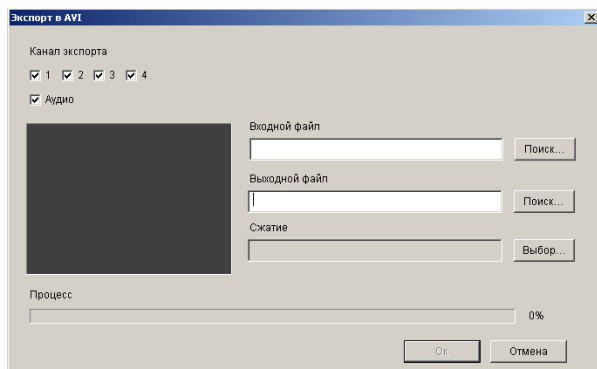 Экспорт в AVI
Канал экспорта
1 2 3 4
Аудио
Входной файл
Поиск...
Выходной файл
Поиск...
Сжатие
Выбор...
Процесс
0%
Ок Отмена